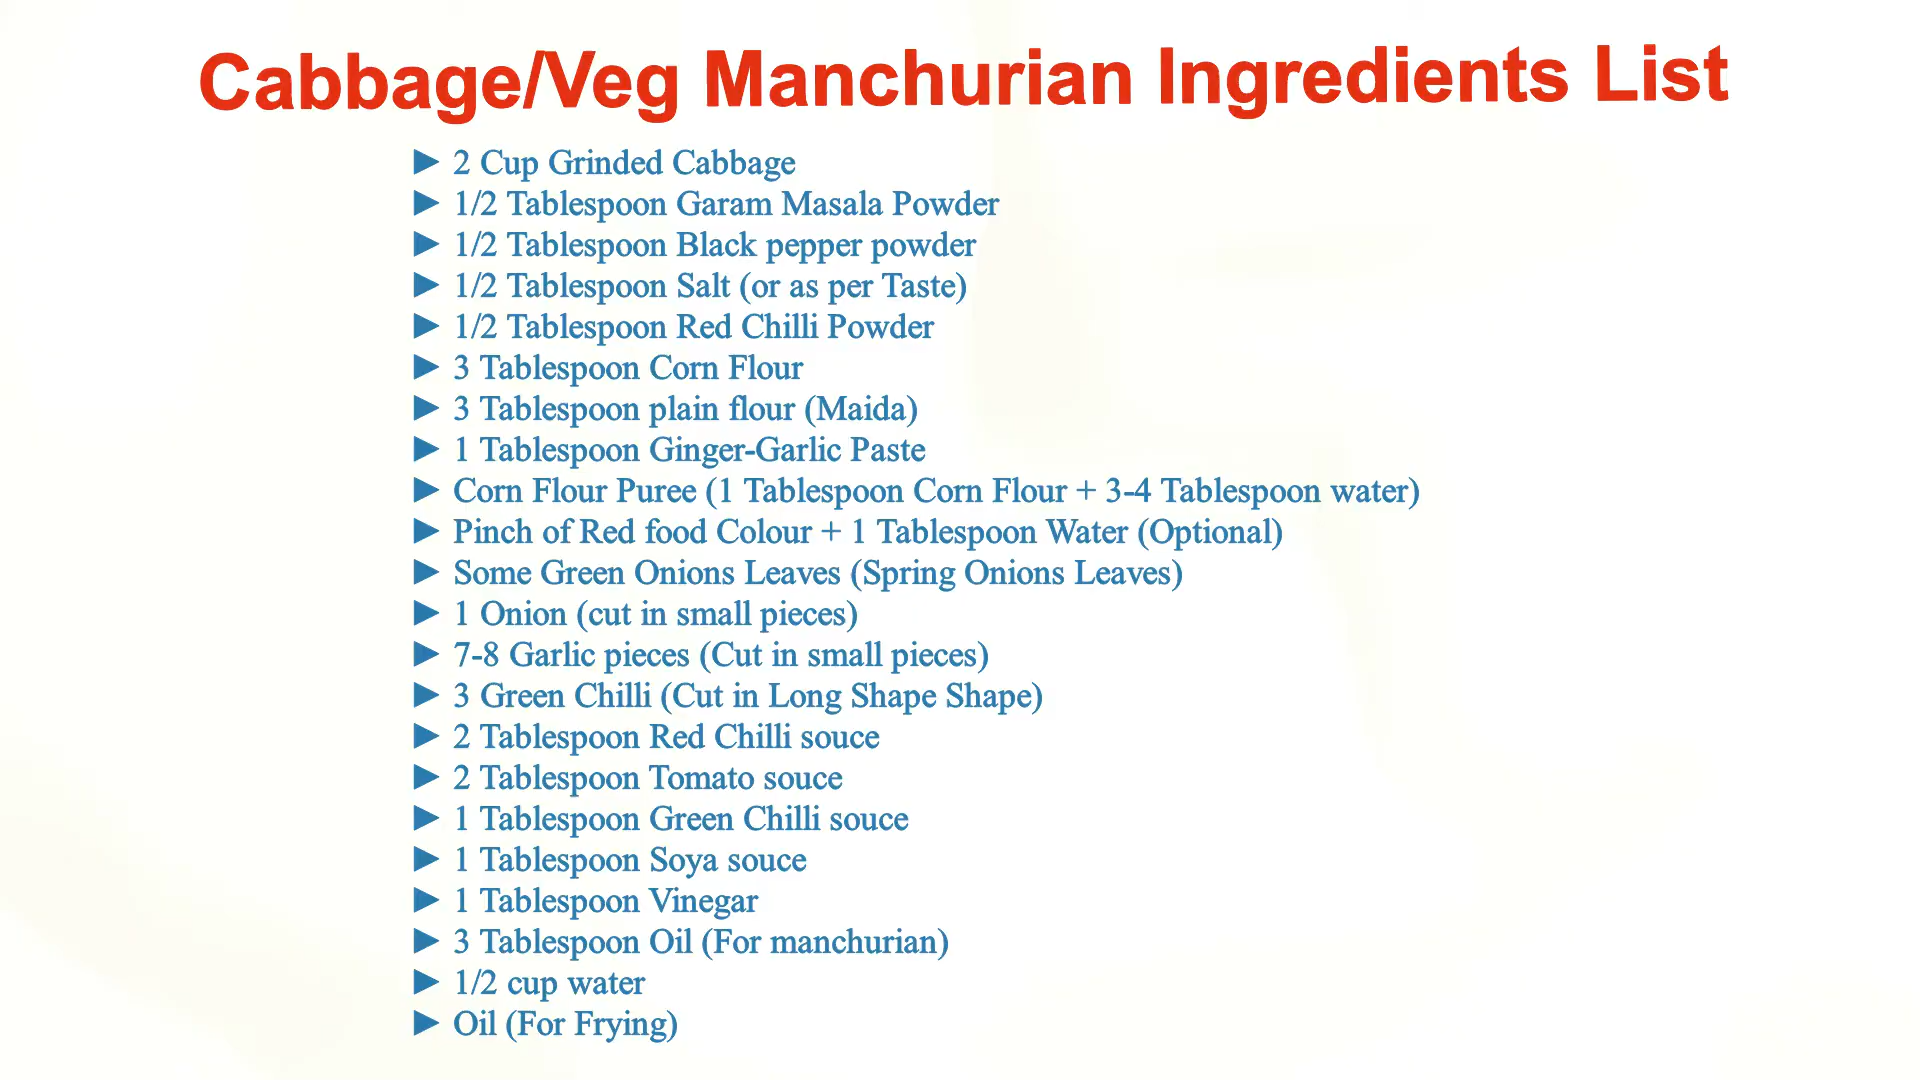 Cabbage/Veg Manchurian Ingredients List
► 2 Cup Grinded Cabbage
► 1/2 Tablespoon Garam Masala Powder
► 1/2 Tablespoon Black pepper powder
► 1/2 Tablespoon Salt (or as per Taste)
► 1/2 Tablespoon Red Chilli Powder
► 3 Tablespoon Corn Flour
► 3 Tablespoon plain flour (Maida)
► 1 Tablespoon Ginger-Garlic Paste
► Corn Flour Puree (1 Tablespoon Corn Flour + 3-4 Tablespoon water)
► Pinch of Red food Colour + 1 Tablespoon Water (Optional)
► Some Green Onions Leaves (Spring Onions Leaves)
► 1 Onion (cut in small pieces)
► 7-8 Garlic pieces (Cut in small pieces)
► 3 Green Chilli (Cut in Long Shape Shape)
► 2 Tablespoon Red Chilli souce
► 2 Tablespoon Tomato souce
► 1 Tablespoon Green Chilli souce
► 1 Tablespoon Soya souce
► 1 Tablespoon Vinegar
► 3 Tablespoon Oil (For manchurian)
► 1/2 cup water
► Oil (For Frying)